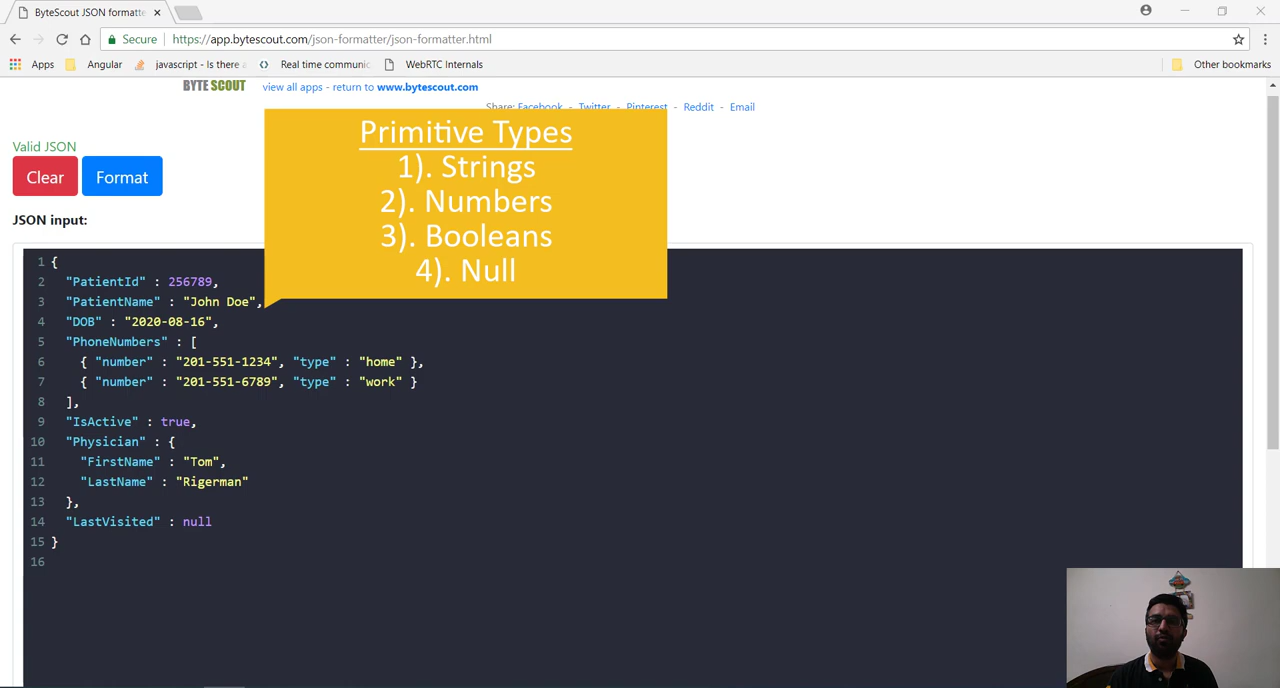 ByteScout JSON formatte
Secure https://app.bytescout.com/json-formatter/json-formatter.html
Apps Angular javascript - Is there a Real time communic WebRTC Internals Other bookmarks
BYTE SCOUT view all apps - return to www.bytescout.com
Share: Facebook - Twitter - Pinterest - Reddit - Email
Primitive Types
1). Strings
2). Numbers
3). Booleans
4). Null
Valid JSON
Clear Format
JSON input:
1 {
2 "PatientId" : 256789,
3 "PatientName" : "John Doe",
4 "DOB" : "2020-08-16",
5 "PhoneNumbers" : [
6 { "number" : "201-551-1234", "type" : "home" },
7 { "number" : "201-551-6789", "type" : "work" }
8 ],
9 "IsActive" : true,
10 "Physician" : {
11 "FirstName" : "Tom",
12 "LastName" : "Rigerman"
13 },
14 "LastVisited" : null
15 }
16